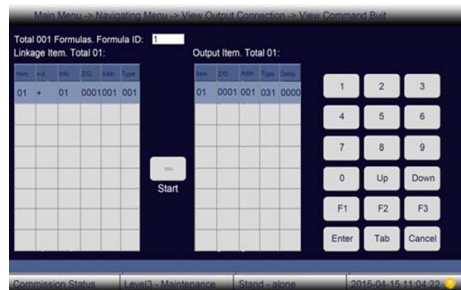 Main Menu -> Navigating Menu -> View Output Connection -> View Command Buit
Total 001 Formulas. Formula ID: 1
Linkage Item. Total 01:
Output Item. Total 01:
Item +/x Info Z/G Addr Type
Item Z/G Addr Type Delay
01 + 01 0001 001 001
01 0001 001 031 0000
1 2 3
4 5 6
7 8 9
0 Up Down
F1 F2 F3
Enter Tab Cancel
Start
Commission Status Level3 - Maintenance Stand - alone 2015-04-15 11:04:22